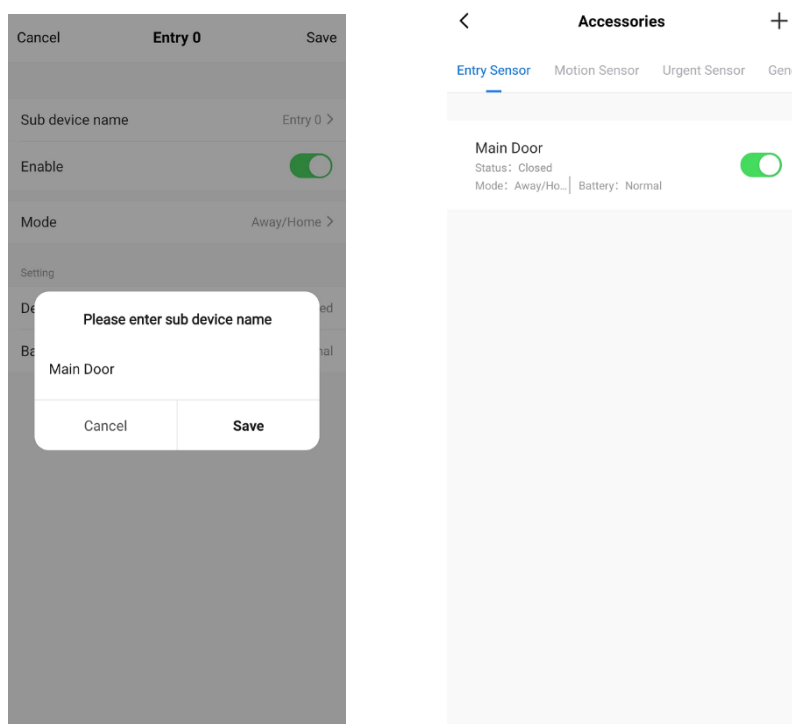 Cancel Entry 0 Save
Sub device name Entry 0 >
Enable
Mode Away/Home >
Setting
De ed
Please enter sub device name
Ba nal
Main Door
Cancel Save
Accessories
Entry Sensor Motion Sensor Urgent Sensor Gen
Main Door
Status: Closed
Mode: Away/Ho... Battery: Normal